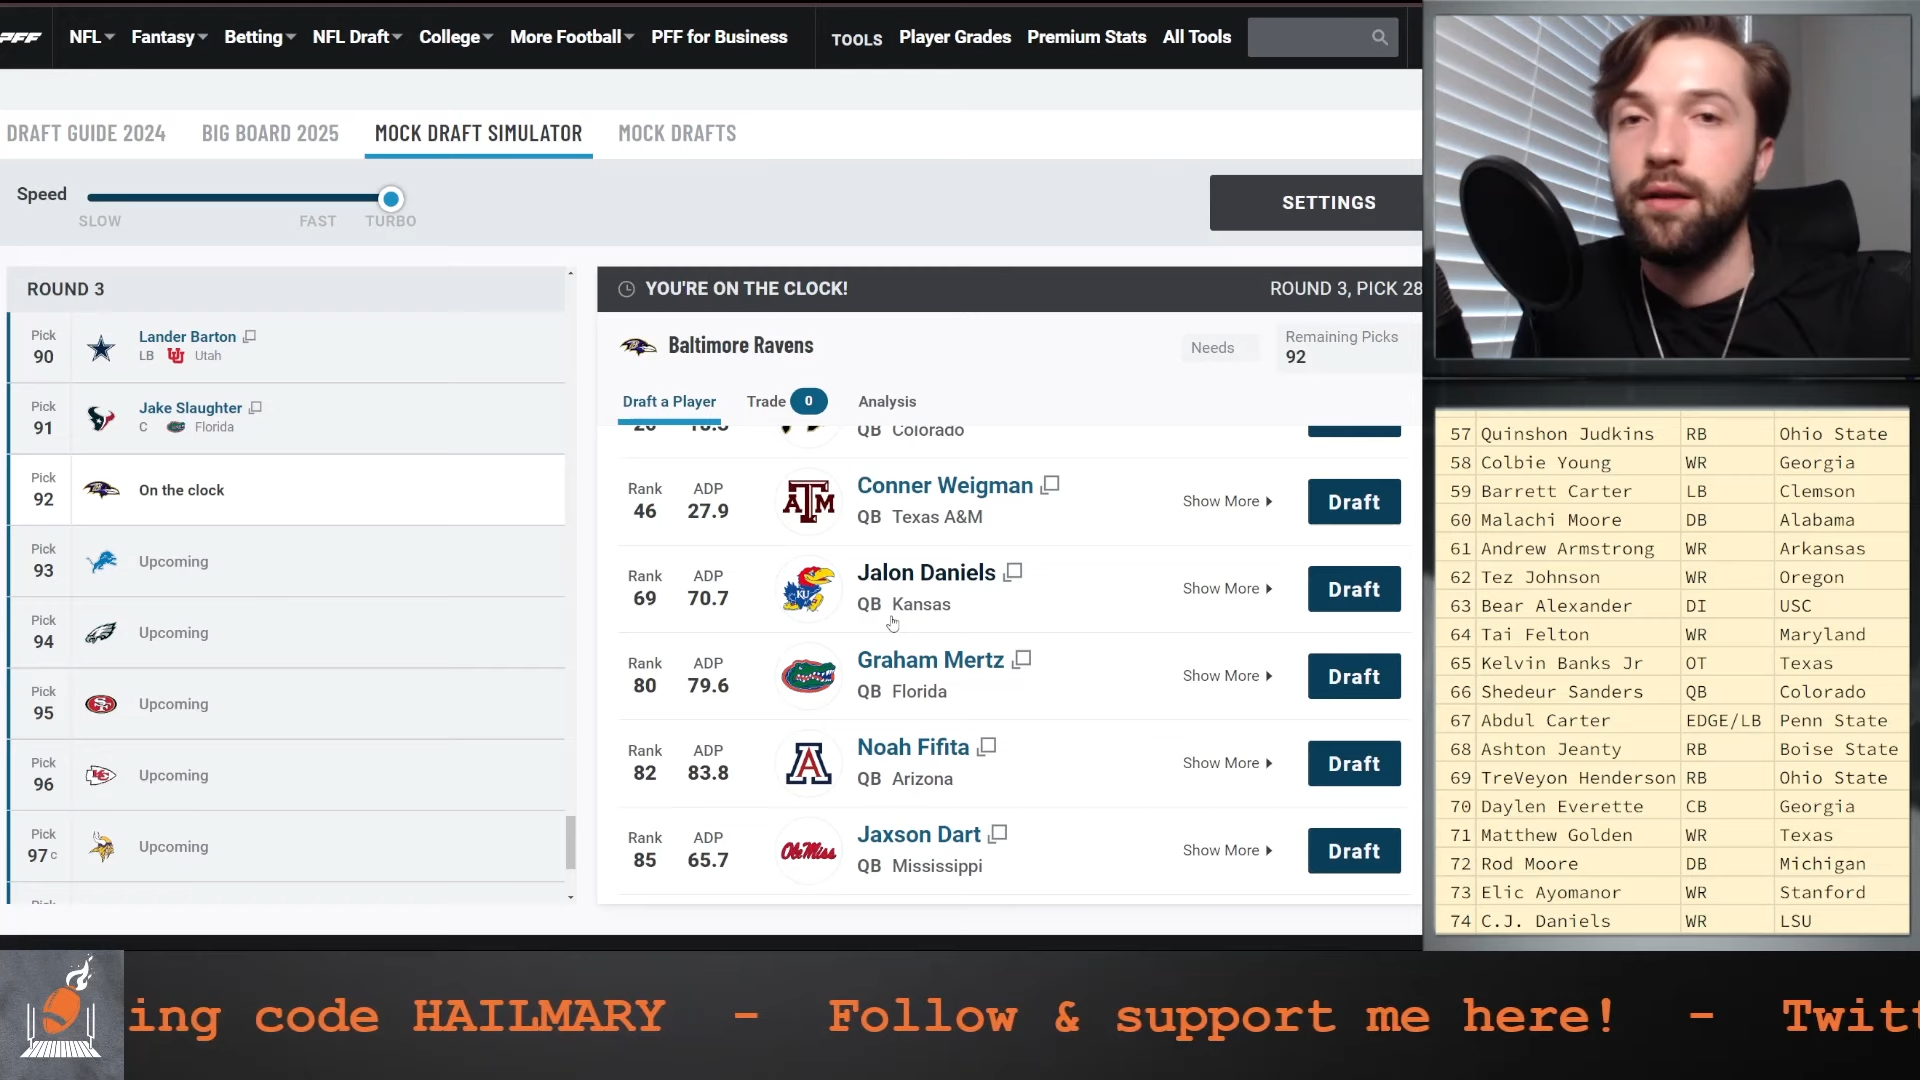 PFF NFL Fantasy Betting NFL Draft College More Football PFF for Business TOOLS Player Grades Premium Stats All Tools
DRAFT GUIDE 2024 BIG BOARD 2025 MOCK DRAFT SIMULATOR MOCK DRAFTS
Speed
SLOW FAST TURBO
SETTINGS
ROUND 3
Pick 90 Lander Barton
LB Utah
Pick 91 Jake Slaughter
C Florida
Pick 92 On the clock
Pick 93 Upcoming
Pick 94 Upcoming
Pick 95 Upcoming
Pick 96 Upcoming
Pick 97 C Upcoming
YOU'RE ON THE CLOCK! ROUND 3, PICK 28
Baltimore Ravens
Needs
Remaining Picks
92
Draft a Player Trade 0 Analysis
QB Colorado
Rank 46 ADP 27.9 ATM Conner Weigman Show More Draft
QB Texas A&M
Rank 69 ADP 70.7 KU Jalon Daniels Show More Draft
QB Kansas
Rank 80 ADP 79.6 Graham Mertz Show More Draft
QB Florida
Rank 82 ADP 83.8 A Noah Fifita Show More Draft
QB Arizona
Rank 85 ADP 65.7 Ole Miss Jaxson Dart Show More Draft
QB Mississippi
57 Quinshon Judkins RB Ohio State
58 Colbie Young WR Georgia
59 Barrett Carter LB Clemson
60 Malachi Moore DB Alabama
61 Andrew Armstrong WR Arkansas
62 Tez Johnson WR Oregon
63 Bear Alexander DI USC
64 Tai Felton WR Maryland
65 Kelvin Banks Jr OT Texas
66 Shedeur Sanders QB Colorado
67 Abdul Carter EDGE/LB Penn State
68 Ashton Jeanty RB Boise State
69 TreVeyon Henderson RB Ohio State
70 Daylen Everette CB Georgia
71 Matthew Golden WR Texas
72 Rod Moore DB Michigan
73 Elic Ayomanor WR Stanford
74 C.J. Daniels WR LSU
ing code HAILMARY - Follow & support me here! - Twitt